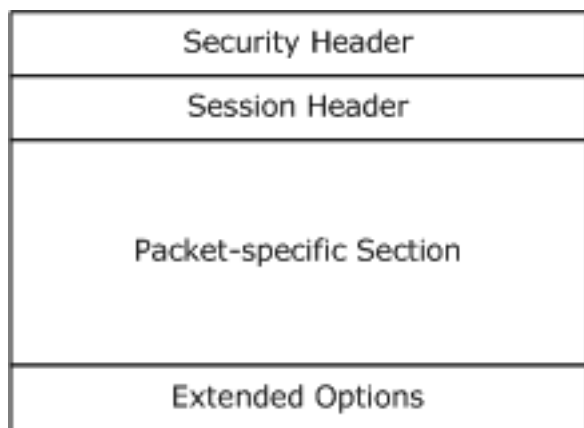 Security Header
Session Header
Packet-specific Section
Extended Options